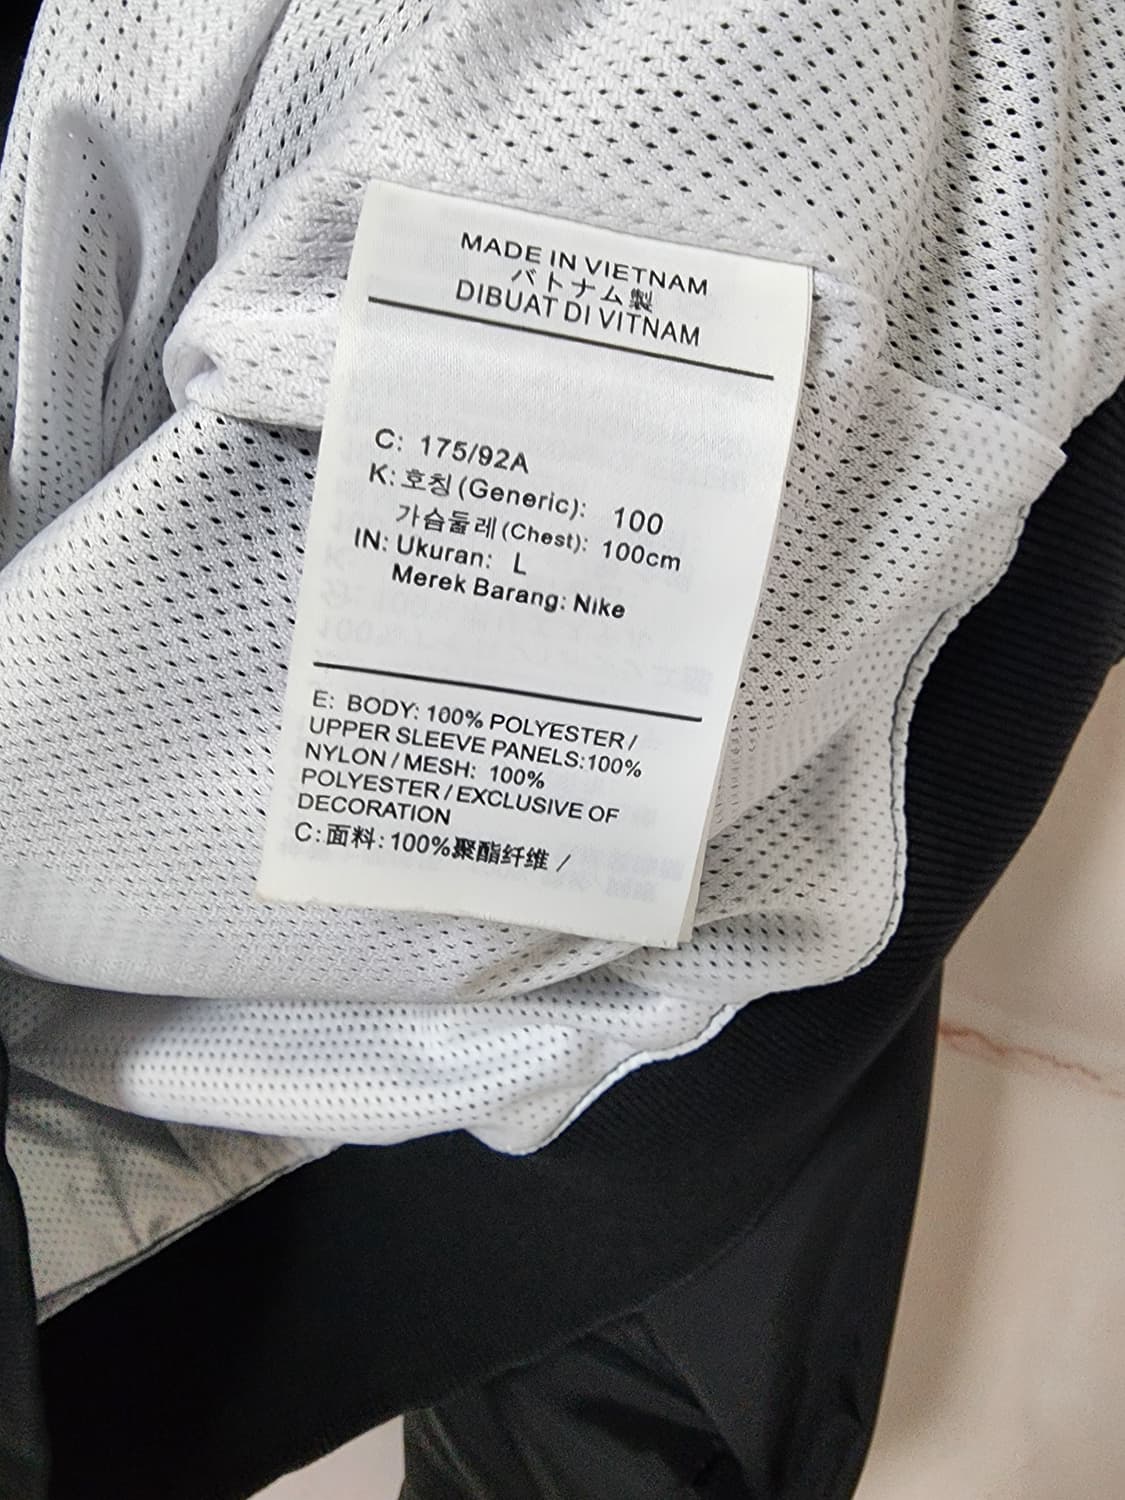 MADE IN VIETNAM
バトナム製
DIBUAT DI VITNAM
C: 175/92A
K: 호칭 (Generic): 100
가슴둘레 (Chest): 100cm
IN: Ukuran: L
Merek Barang: Nike
E: BODY: 100% POLYESTER /
UPPER SLEEVE PANELS:100%
NYLON / MESH: 100%
POLYESTER / EXCLUSIVE OF
DECORATION
C: 面料: 100%聚酯纤维 /